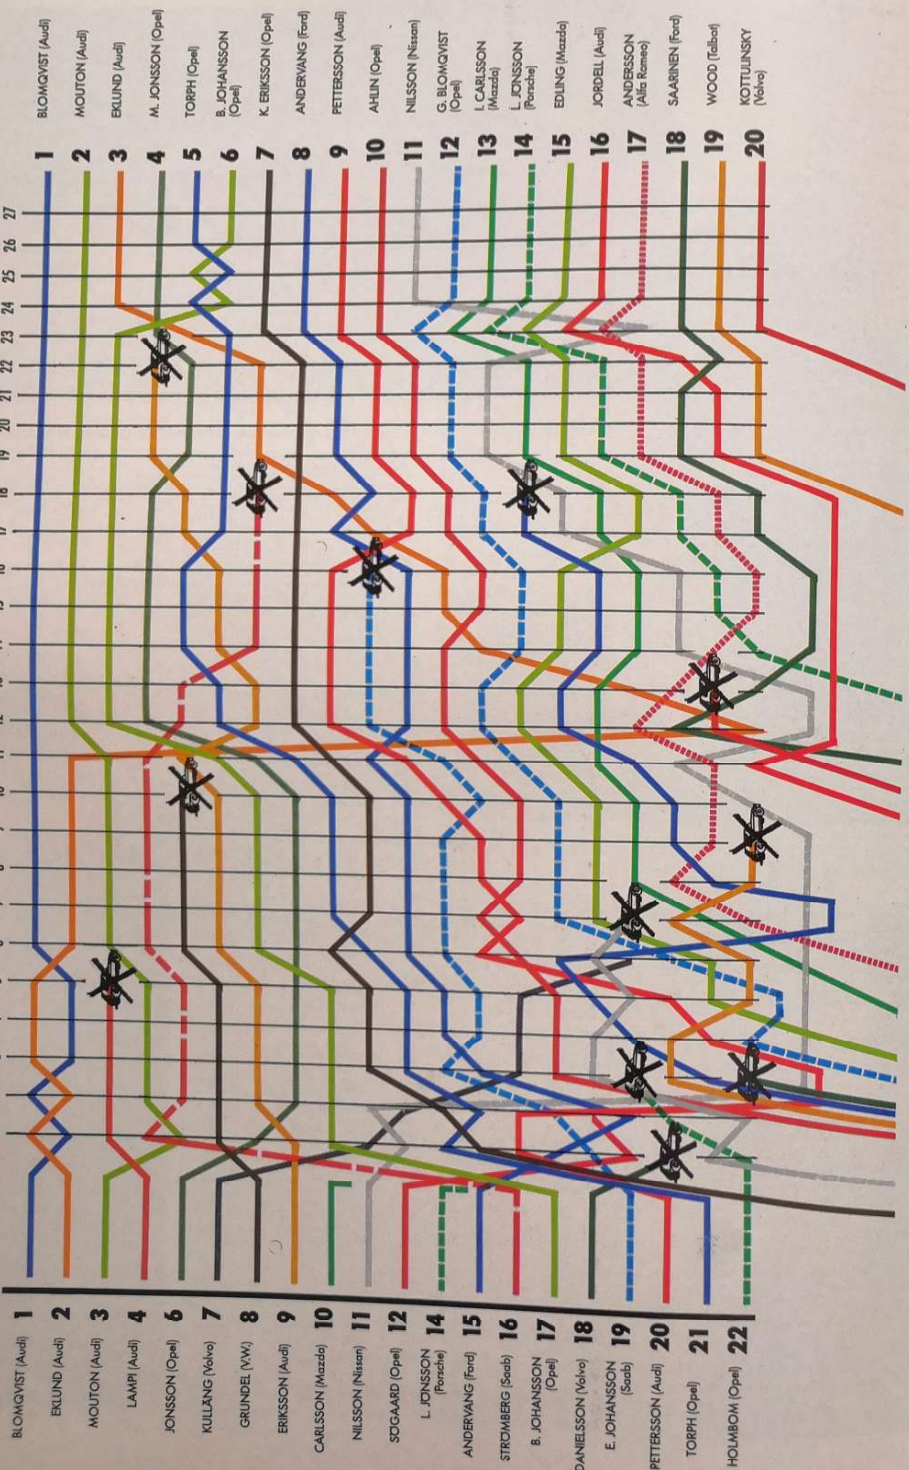 BLOMQVIST (Audi)
1
MOUTON (Audi)
2
EKLUND (Audi)
3
M. JONSSON (Opel)
4
TORPH (Opel)
5
B. JOHANSSON
(Opel)
6
K. ERIKSSON (Opel)
7
ANDERVANG (Ford)
8
PETTERSSON (Audi)
9
AHLIN (Opel)
10
NILSSON (Nissan)
11
G. BLOMQVIST
(Opel)
12
I. CARLSSON
(Mazda)
13
L. JÖNSSON
(Porsche)
14
EDLING (Mazda)
15
JORDELL (Audi)
16
ANDERSSON
(Alfa Romeo)
17
SAARINEN (Ford)
18
WOOD (Talbot)
19
KOTTULINSKY
(Volvo)
20
27
26
25
24
23
22
21
20
19
18
17
BLOMQVIST (Audi)
1
EKLUND (Audi)
2
MOUTON (Audi)
3
LAMPI (Audi)
4
JONSSON (Opel)
6
KULLÄNG (Volvo)
7
GRUNDEL (V.W.)
8
ERIKSSON (Audi)
9
CARLSSON (Mazda)
10
NILSSON (Nissan)
11
SÖGAARD (Opel)
12
L. JÖNSSON
(Porsche)
14
ANDERVANG (Ford)
15
STRÖMBERG (Saab)
16
B. JOHANSSON
(Opel)
17
DANIELSSON (Volvo)
18
E. JOHANSSON
(Saab)
19
PETTERSSON (Audi)
20
TORPH (Opel)
21
HOLMBOM (Opel)
22